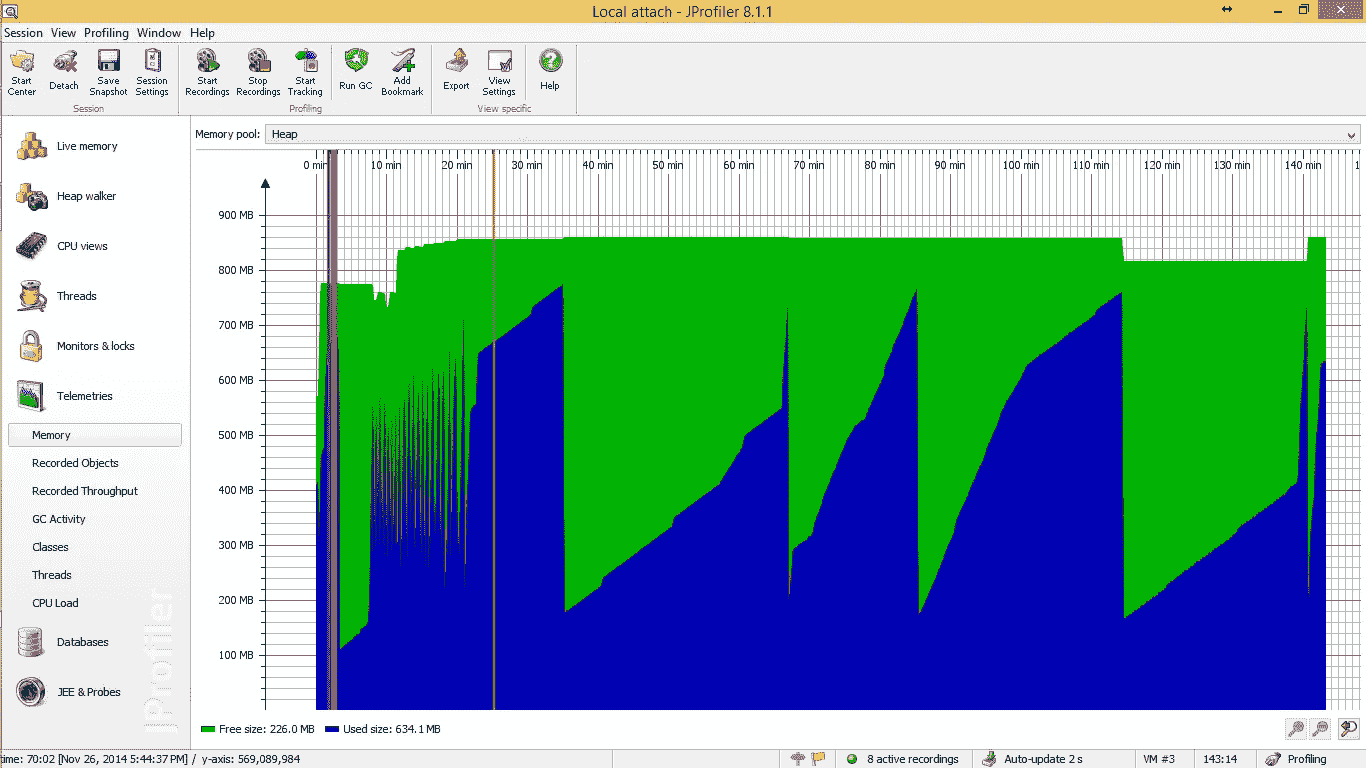 Local attach - JProfiler 8.1.1
Session View Profiling Window Help
Start Center
Detach
Save Snapshot
Session Settings
Start Recordings
Stop Recordings
Start Tracking
Run GC
Add Bookmark
Export
View Settings
Help
Session
Profiling
View specific
Live memory
Heap walker
CPU views
Threads
Monitors & locks
Telemetries
Memory
Recorded Objects
Recorded Throughput
GC Activity
Classes
Threads
CPU Load
Databases
JEE & Probes
JProfiler
Memory pool: Heap
0 min 10 min 20 min 30 min 40 min 50 min 60 min 70 min 80 min 90 min 100 min 110 min 120 min 130 min 140 min 1
900 MB
800 MB
700 MB
600 MB
500 MB
400 MB
300 MB
200 MB
100 MB
Free size: 226.0 MB Used size: 634.1 MB
time: 70:02 [Nov 26, 2014 5:44:37 PM] / y-axis: 569,089,984
8 active recordings
Auto-update 2 s
VM #3
143:14
Profiling